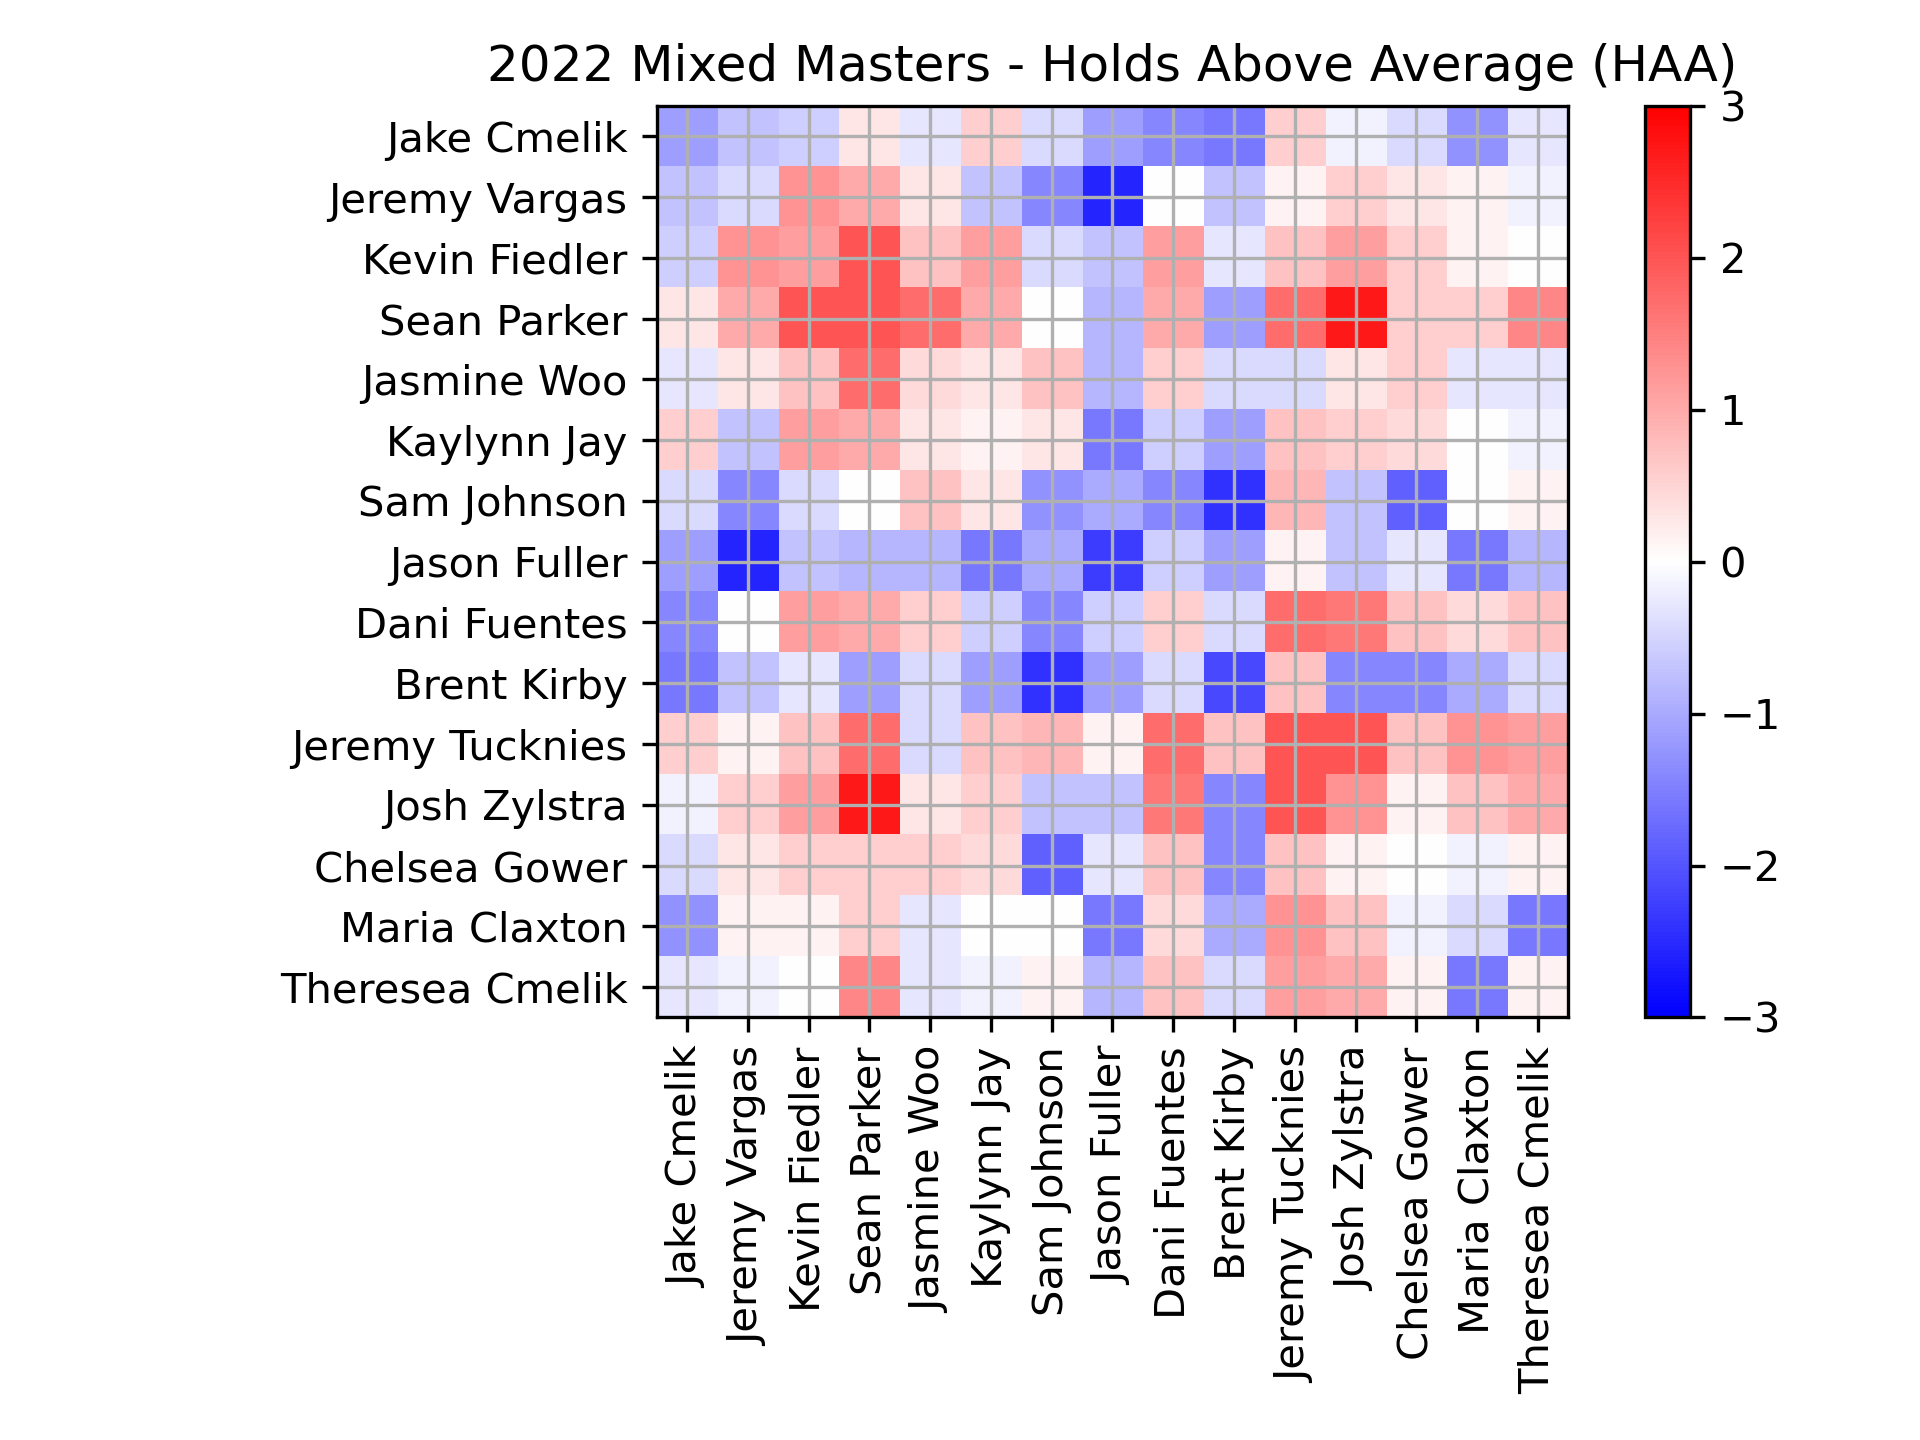 2022 Mixed Masters - Holds Above Average (HAA)
Jake Cmelik
Jeremy Vargas
Kevin Fiedler
Sean Parker
Jasmine Woo
Kaylynn Jay
Sam Johnson
Jason Fuller
Dani Fuentes
Brent Kirby
Jeremy Tucknies
Josh Zylstra
Chelsea Gower
Maria Claxton
Theresea Cmelik
Jake Cmelik
Jeremy Vargas
Kevin Fiedler
Sean Parker
Jasmine Woo
Kaylynn Jay
Sam Johnson
Jason Fuller
Dani Fuentes
Brent Kirby
Jeremy Tucknies
Josh Zylstra
Chelsea Gower
Maria Claxton
Theresea Cmelik
3
2
1
0
−1
−2
−3